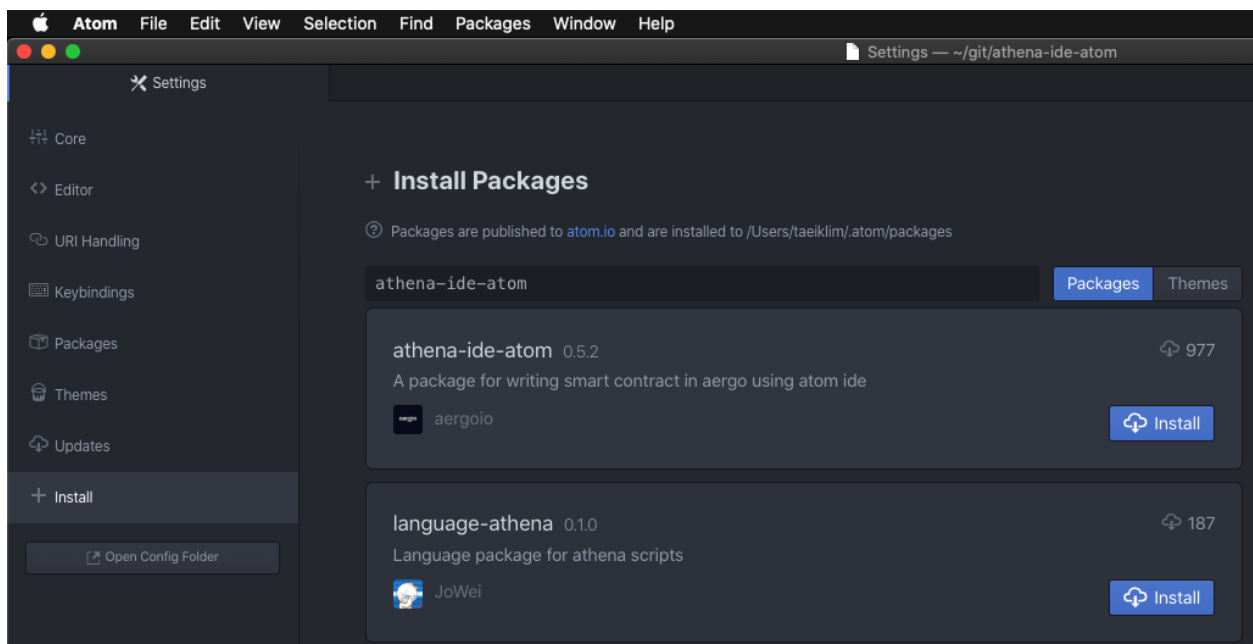 Atom File Edit View Selection Find Packages Window Help
Settings — ~/git/athena-ide-atom
Settings
Core
Editor
URI Handling
Keybindings
Packages
Themes
Updates
Install
Open Config Folder
Install Packages
Packages are published to atom.io and are installed to /Users/taeiklim/.atom/packages
athena-ide-atom
Packages Themes
athena-ide-atom 0.5.2 977
A package for writing smart contract in aergo using atom ide
aergo aergoio
Install
language-athena 0.1.0 187
Language package for athena scripts
JoWei
Install